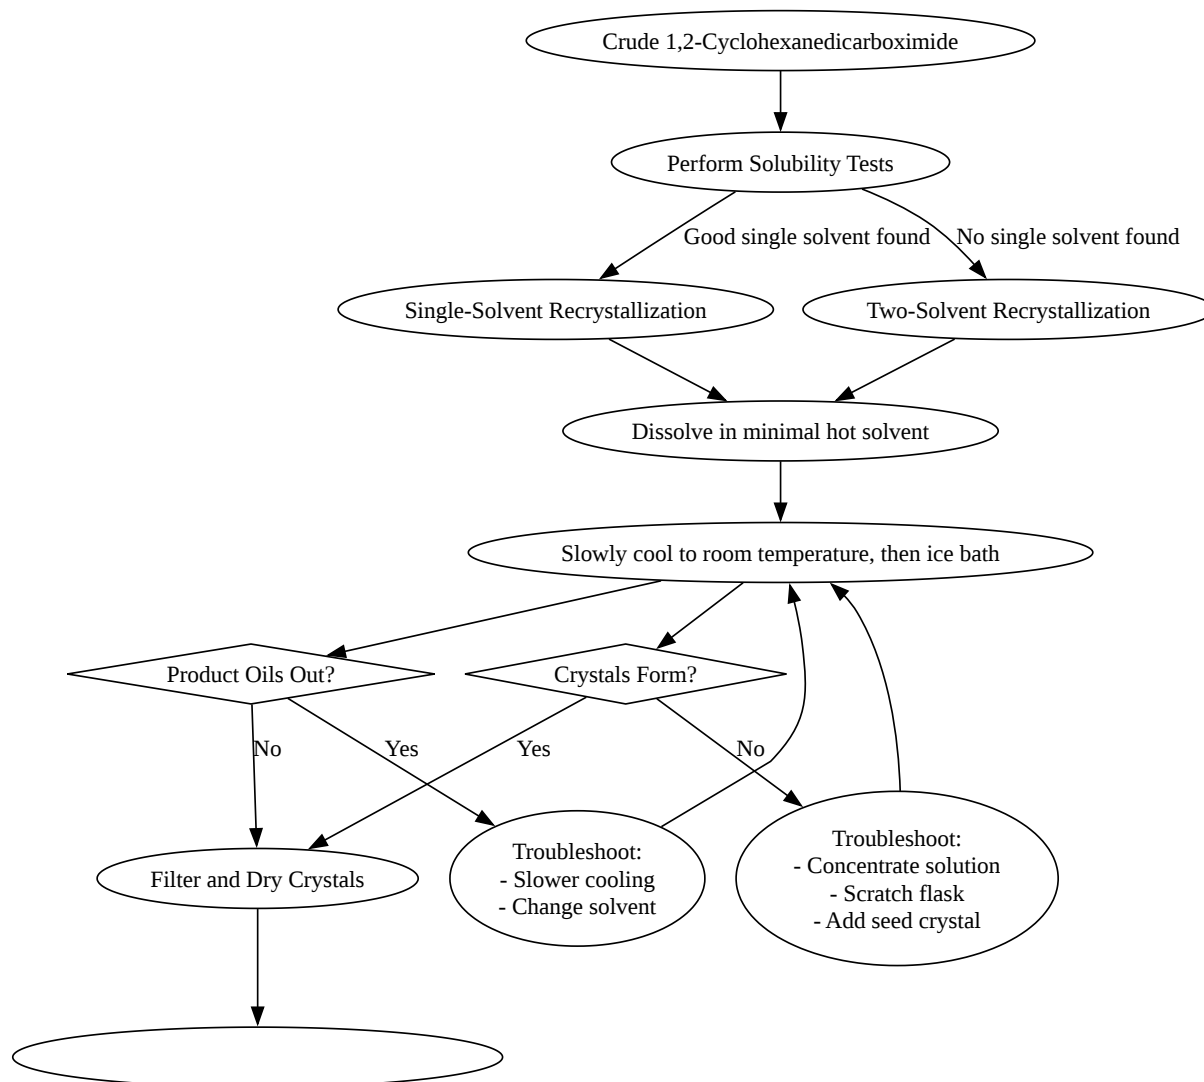 Crude 1,2-Cyclohexanedicarboximide
Perform Solubility Tests
Good single solvent found
No single solvent found
Single-Solvent Recrystallization
Two-Solvent Recrystallization
Dissolve in minimal hot solvent
Slowly cool to room temperature, then ice bath
Product Oils Out?
Crystals Form?
No
Yes
Yes
No
Filter and Dry Crystals
Troubleshoot:
- Slower cooling
- Change solvent
Troubleshoot:
- Concentrate solution
- Scratch flask
- Add seed crystal